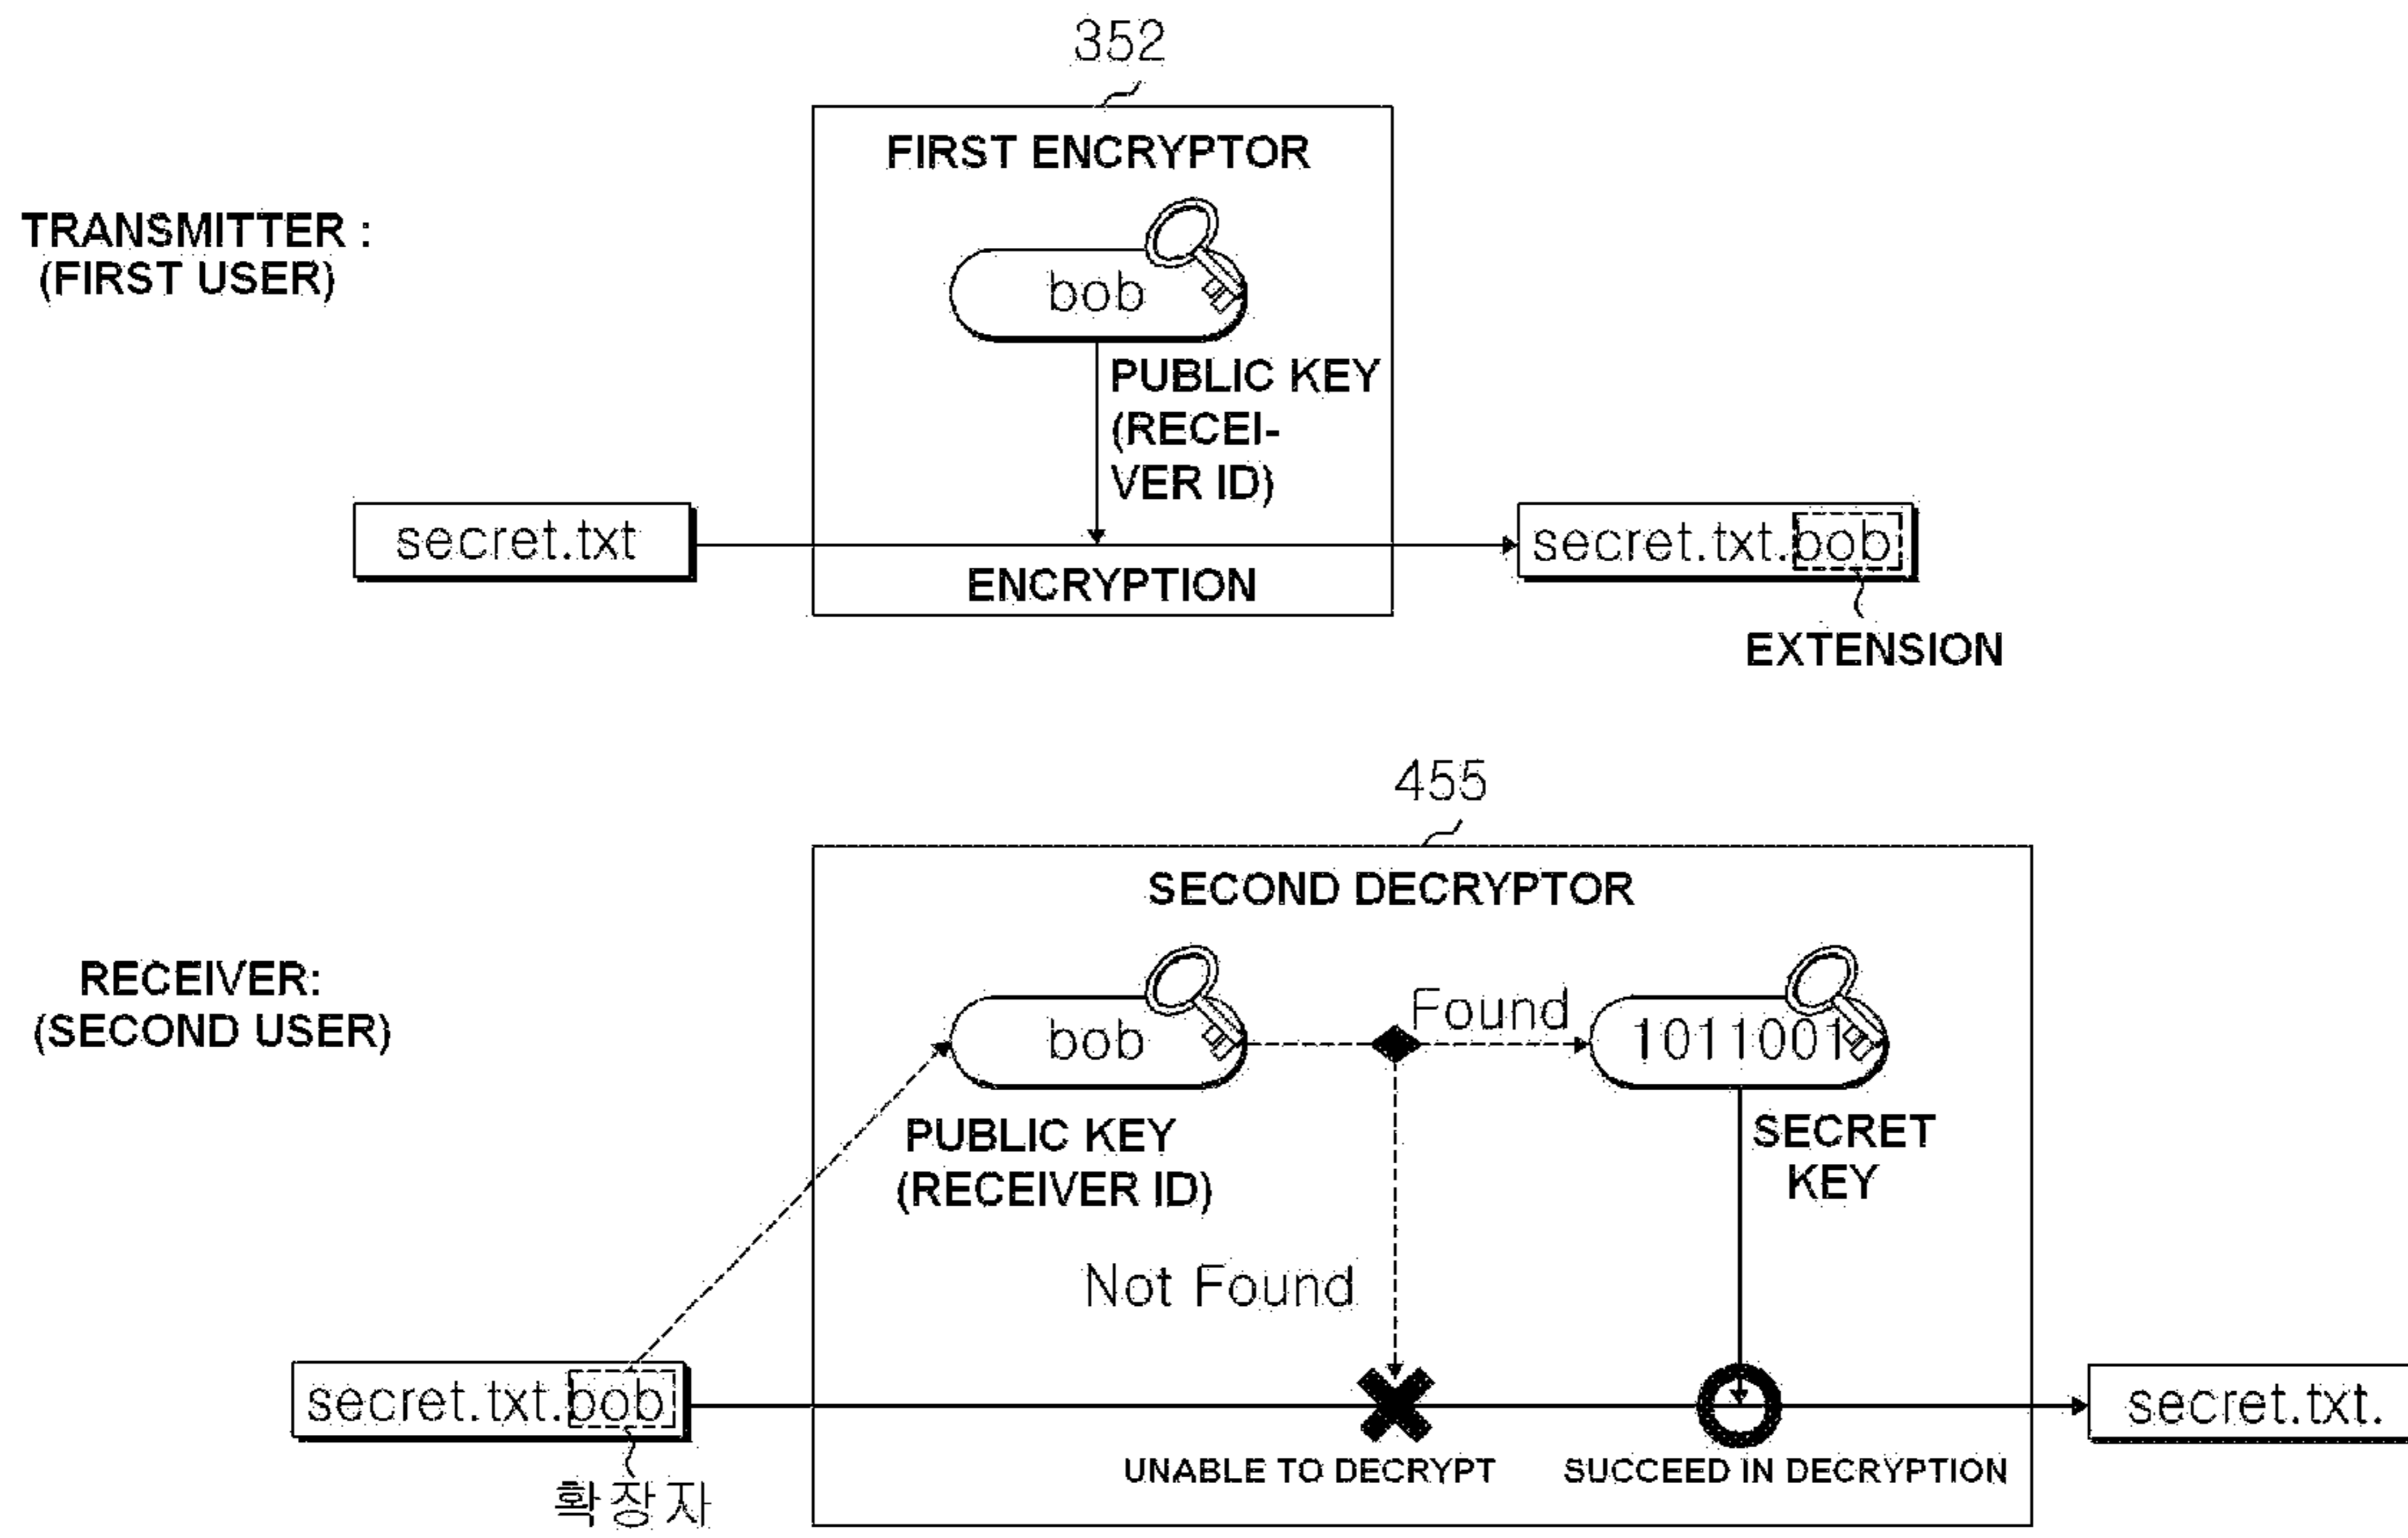 352
FIRST ENCRYPTOR
TRANSMITTER :
(FIRST USER)
bob
PUBLIC KEY
(RECEI-
VER ID)
secret.txt
secret.txt.bob
ENCRYPTION
EXTENSION
455
SECOND DECRYPTOR
RECEIVER:
(SECOND USER)
bob
Found
1011001
PUBLIC KEY
(RECEIVER ID)
SECRET
KEY
Not Found
secret.txt.bob
secret.txt.
UNABLE TO DECRYPT
SUCCEED IN DECRYPTION
확장자